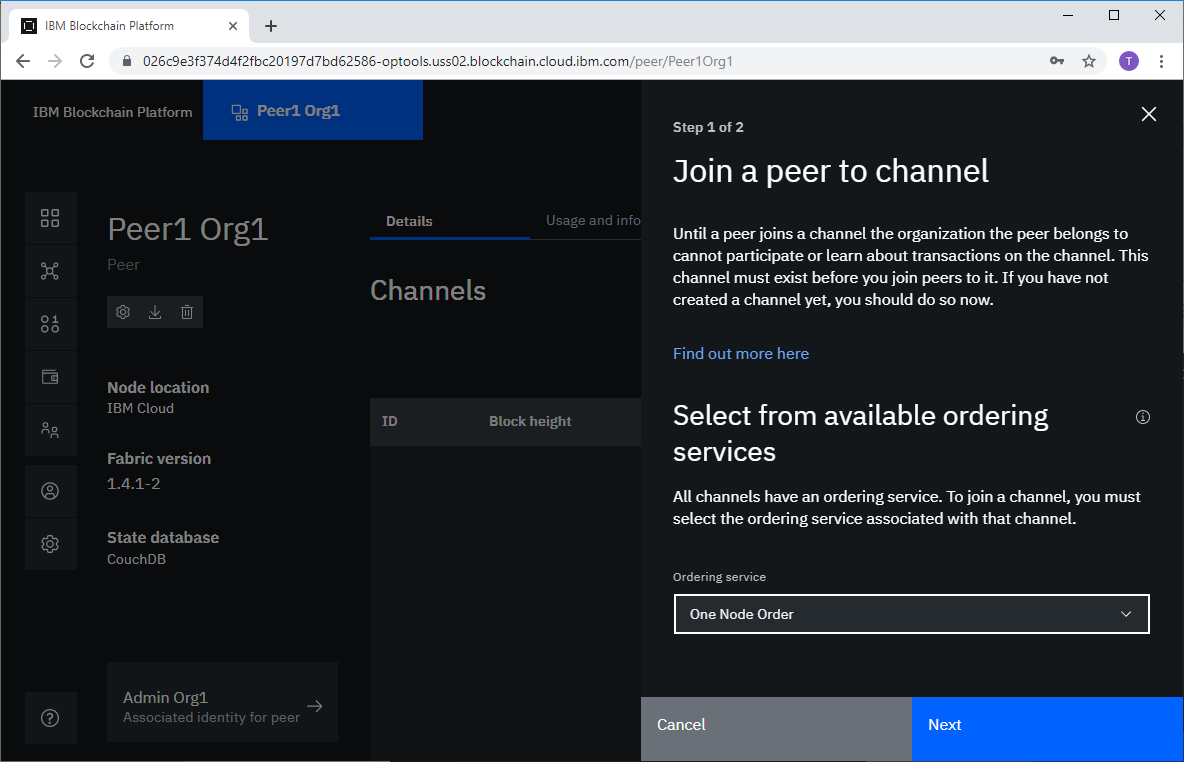 IBM Blockchain Platform
026c9e3f374d4f2fbc20197d7bd62586-optools.uss02.blockchain.cloud.ibm.com/peer/Peer1Org1
T
IBM Blockchain Platform
Peer1 Org1
Peer1 Org1
Peer
Node location
IBM Cloud
Fabric version
1.4.1-2
State database
CouchDB
Admin Org1
Associated identity for peer
Details
Usage and info
Channels
ID
Block height
Step 1 of 2
Join a peer to channel
Until a peer joins a channel the organization the peer belongs to
cannot participate or learn about transactions on the channel. This
channel must exist before you join peers to it. If you have not
created a channel yet, you should do so now.
Find out more here
Select from available ordering
services
All channels have an ordering service. To join a channel, you must
select the ordering service associated with that channel.
Ordering service
One Node Order
Cancel
Next